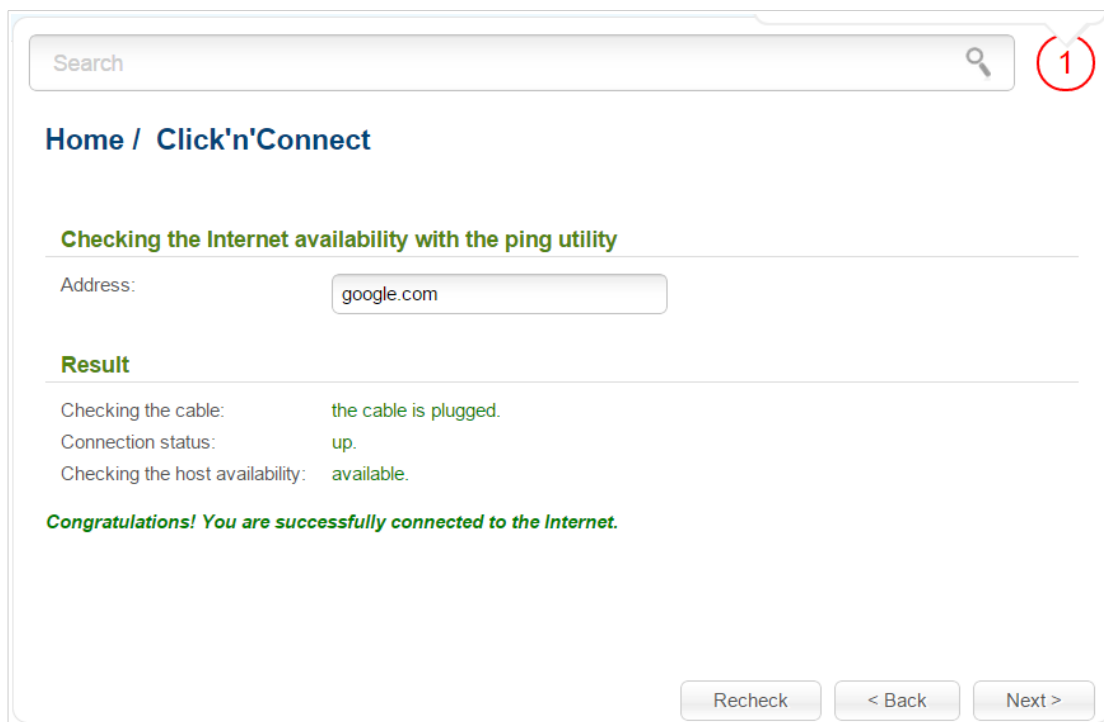 Search
1
Home / Click'n'Connect
Checking the Internet availability with the ping utility
Address: google.com
Result
Checking the cable: the cable is plugged.
Connection status: up.
Checking the host availability: available.
Congratulations! You are successfully connected to the Internet.
Recheck < Back Next >